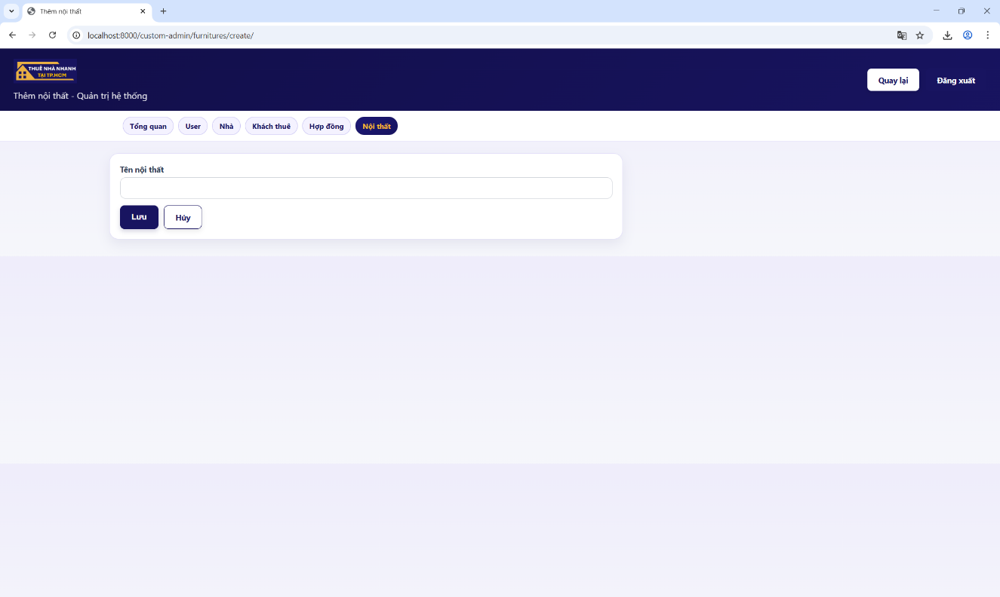 Thêm nội thất
localhost:8000/custom-admin/furnitures/create/
THUÊ NHÀ NHANH
TẠI TP.HCM
Thêm nội thất - Quản trị hệ thống
Quay lại
Đăng xuất
Tổng quan
User
Nhà
Khách thuê
Hợp đồng
Nội thất
Tên nội thất
Lưu
Hủy